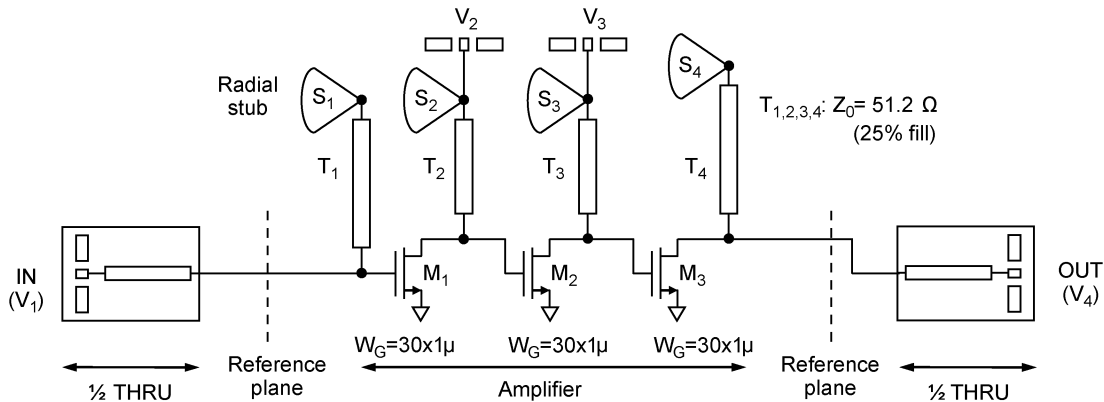 V2
V3
Radial
stub
S1
S2
S3
S4
T1,2,3,4: Z0= 51.2 Ω
(25% fill)
T1
T2
T3
T4
IN
(V1)
M1
M2
M3
OUT
(V4)
WG=30x1μ
WG=30x1μ
WG=30x1μ
½ THRU
Reference
plane
Amplifier
Reference
plane
½ THRU